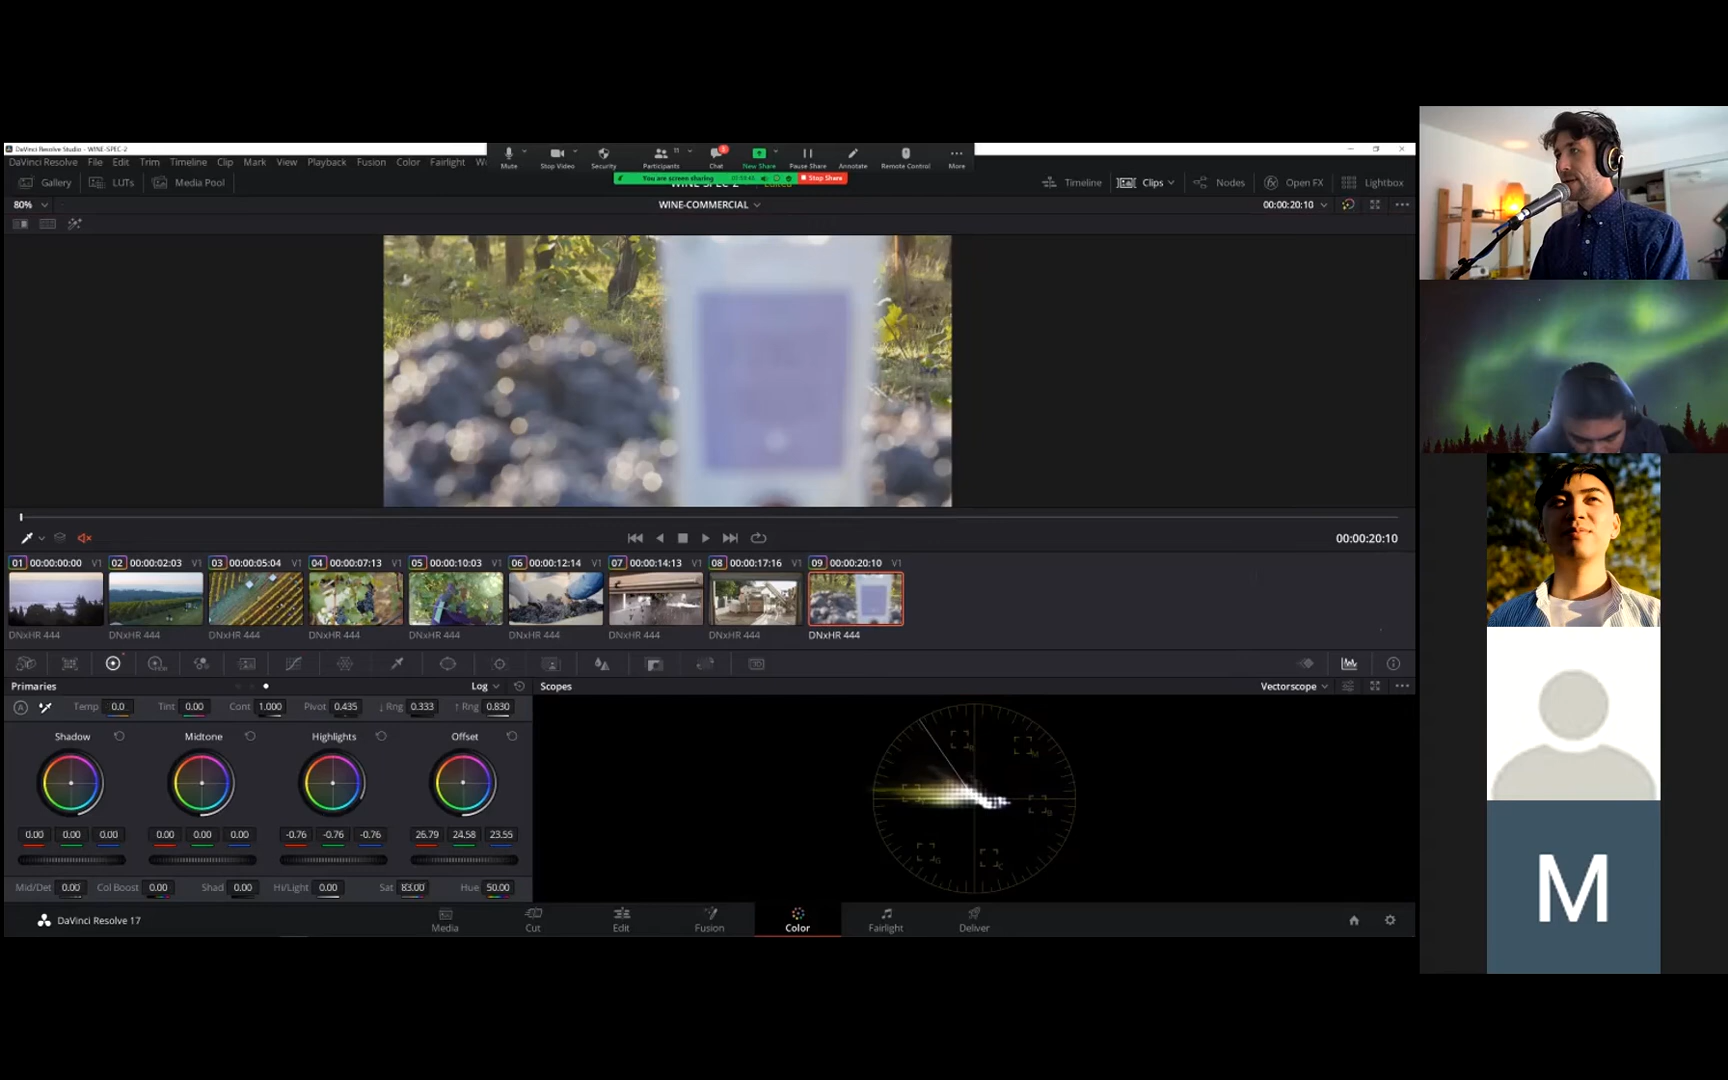 DaVinci Resolve Studio - WINE-SPEC-2
DaVinci Resolve File Edit Trim Timeline Clip Mark View Playback Fusion Color Fairlight
Mute Stop Video Security Participants 11 Chat New Share Pause Share Annotate Remote Control More
You are screen sharing Stop Share
Gallery LUTs Media Pool Timeline Clips Nodes Open FX Lightbox
80% WINE-COMMERCIAL 00:00:20:10
00:00:20:10
01 00:00:00:00 V1 02 00:00:02:03 V1 03 00:00:05:04 V1 04 00:00:07:13 V1 05 00:00:10:03 V1 06 00:00:12:14 V1 07 00:00:14:13 V1 08 00:00:17:16 V1 09 00:00:20:10 V1
DNxHR 444 DNxHR 444 DNxHR 444 DNxHR 444 DNxHR 444 DNxHR 444 DNxHR 444 DNxHR 444 DNxHR 444
Primaries Log Scopes Vectorscope
Temp 0.0 Tint 0.00 Cont 1.000 Pivot 0.435 ↓ Rng 0.333 ↑ Rng 0.830
Shadow Midtone Highlights Offset
0.00 0.00 0.00 0.00 0.00 0.00 -0.76 -0.76 -0.76 26.79 24.58 23.55
Mid/Det 0.00 Col Boost 0.00 Shad 0.00 Hi/Light 0.00 Sat 83.00 Hue 50.00
DaVinci Resolve 17 Media Cut Edit Fusion Color Fairlight Deliver
M